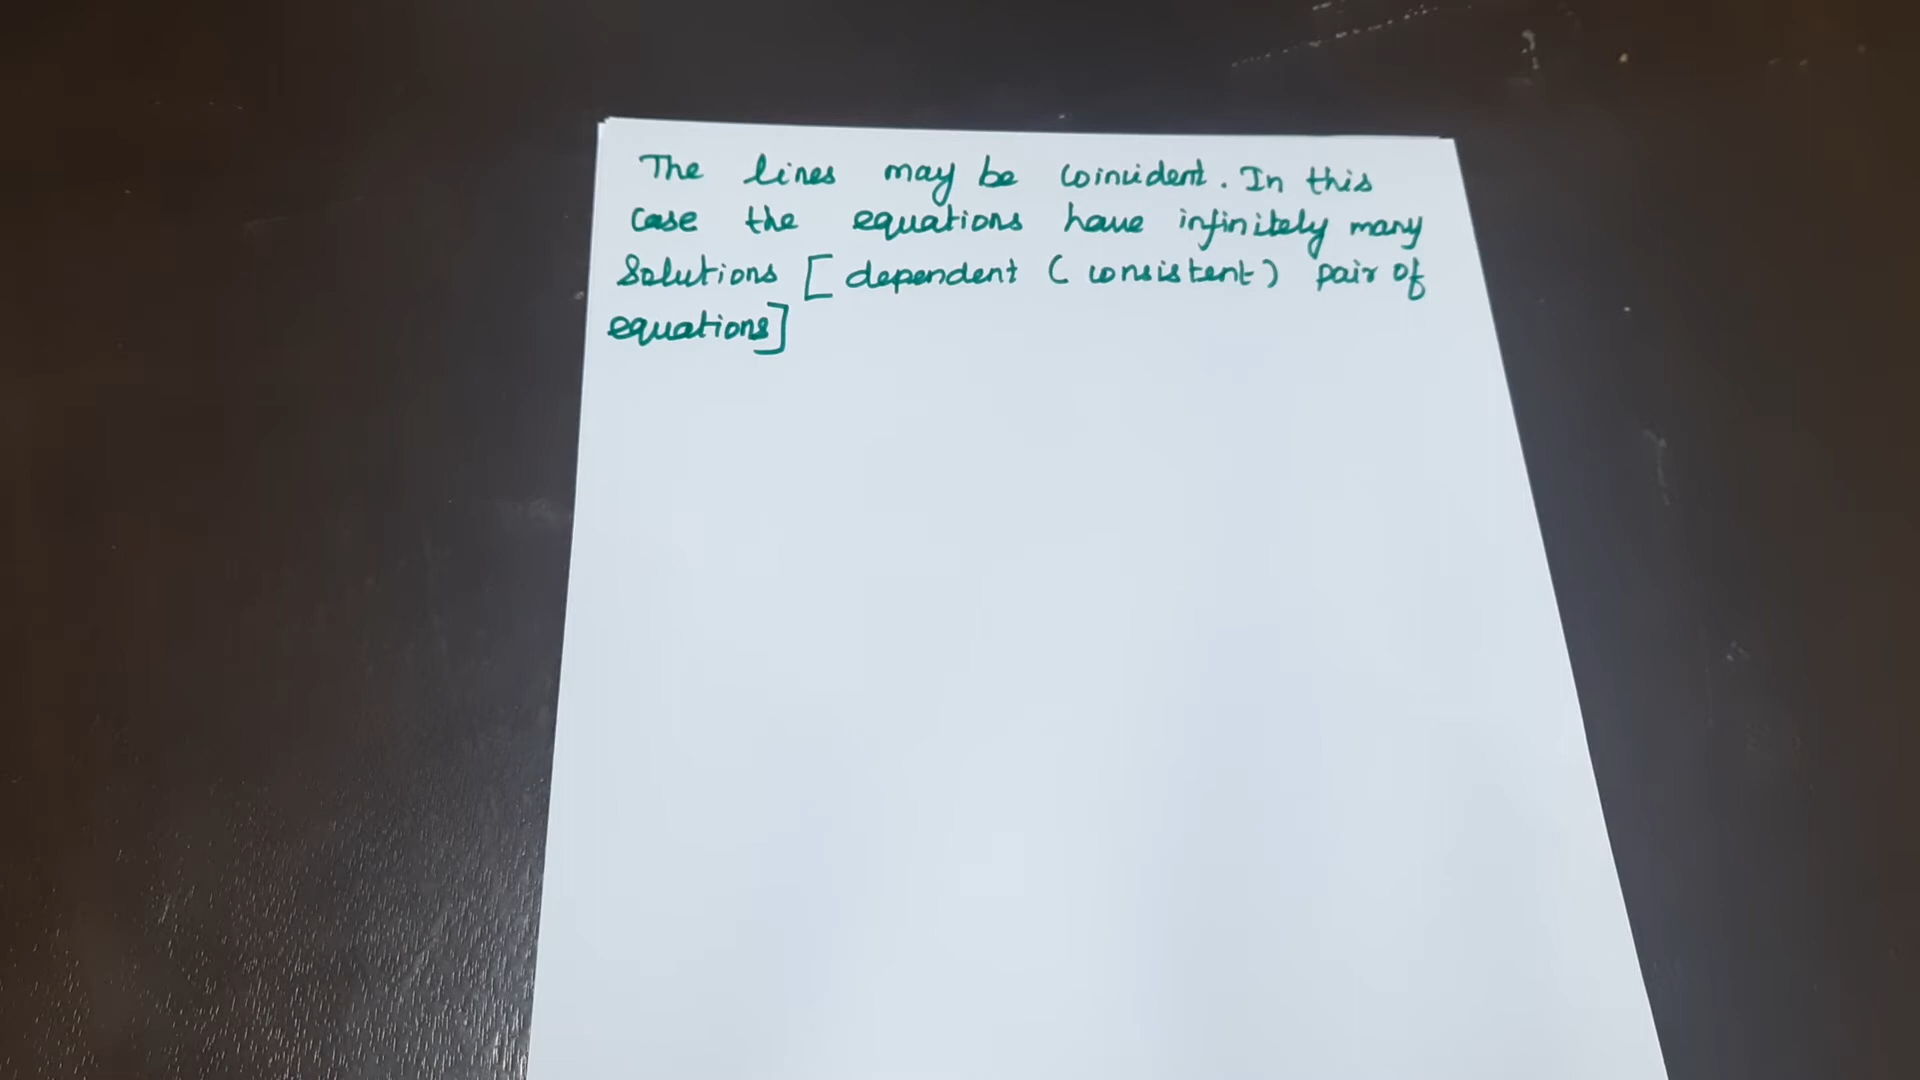 The lines may be coincident. In this
case the equations have infinitely many
Solutions [dependent (consistent) pair of
equations]